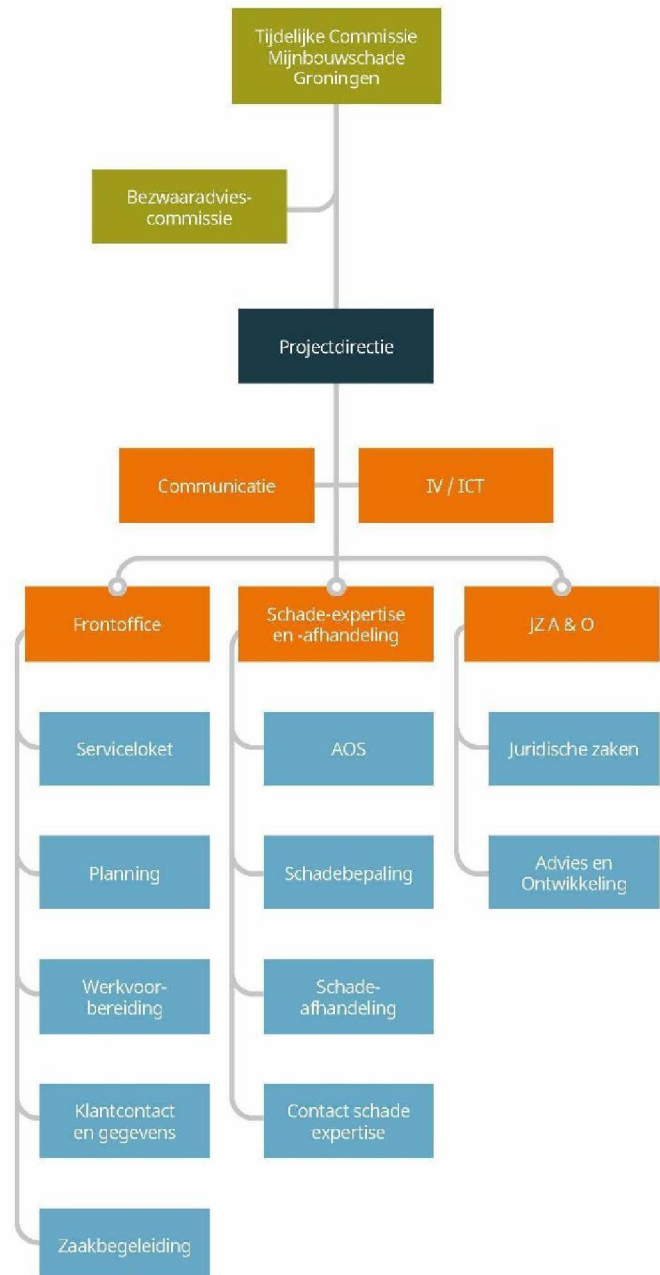 Tijdelijke Commissie
Mijnbouwschade
Groningen
Bezwaaradvies-
commissie
Projectdirectie
Communicatie
IV / ICT
Frontoffice
Schade-expertise
en -afhandeling
JZ A & O
Serviceloket
AOS
Juridische zaken
Planning
Schadebepaling
Advies en
Ontwikkeling
Werkvoor-
bereiding
Schade-
afhandeling
Klantcontact
en gegevens
Contact schade
expertise
Zaakbegeleiding